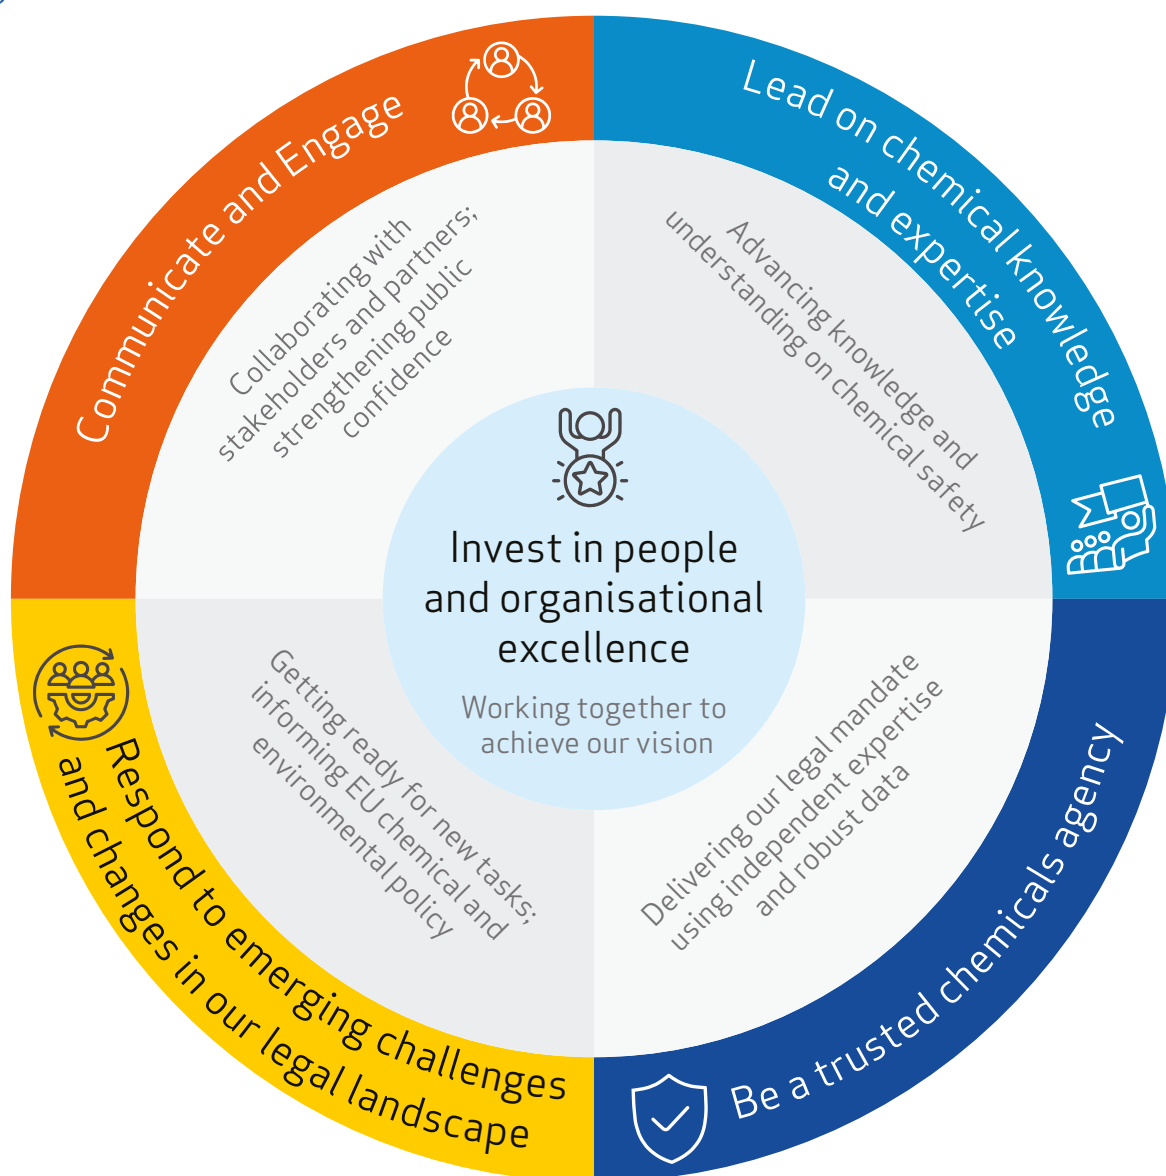 Communicate and Engage
Collaborating with
stakeholders and partners;
strengthening public
confidence
Lead on chemical knowledge
and expertise
Advancing knowledge and
understanding on chemical safety
Invest in people
and organisational
excellence
Working together to
achieve our vision
Respond to emerging challenges
and changes in our legal landscape
Getting ready for new tasks;
informing EU chemical and
environmental policy
Be a trusted chemicals agency
Delivering our legal mandate
using independent expertise
and robust data